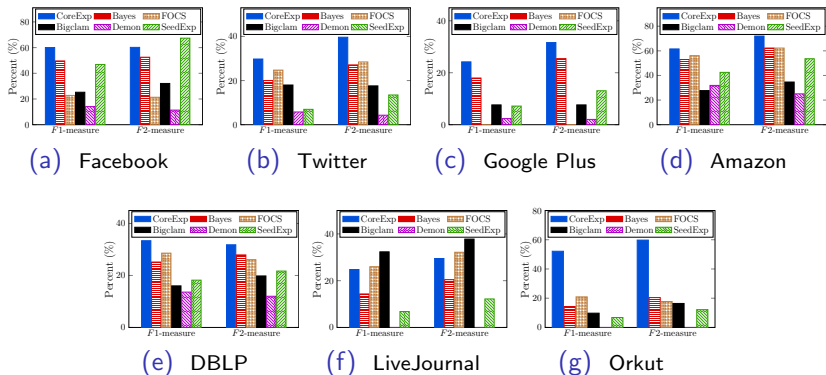 CoreExp Bayes FOCS
Bigclam Demon SeedExp
Percent (%)
80
60
40
20
0
F1-measure F2-measure
(a) Facebook
CoreExp Bayes FOCS
Bigclam Demon SeedExp
Percent (%)
40
20
0
F1-measure F2-measure
(b) Twitter
CoreExp Bayes FOCS
Bigclam Demon SeedExp
Percent (%)
40
20
0
F1-measure F2-measure
(c) Google Plus
CoreExp Bayes FOCS
Bigclam Demon SeedExp
Percent (%)
80
60
40
20
0
F1-measure F2-measure
(d) Amazon
CoreExp Bayes FOCS
Bigclam Demon SeedExp
Percent (%)
40
20
0
F1-measure F2-measure
(e) DBLP
CoreExp Bayes FOCS
Bigclam Demon SeedExp
Percent (%)
40
20
0
F1-measure F2-measure
(f) LiveJournal
CoreExp Bayes FOCS
Bigclam Demon SeedExp
Percent (%)
80
60
40
20
0
F1-measure F2-measure
(g) Orkut